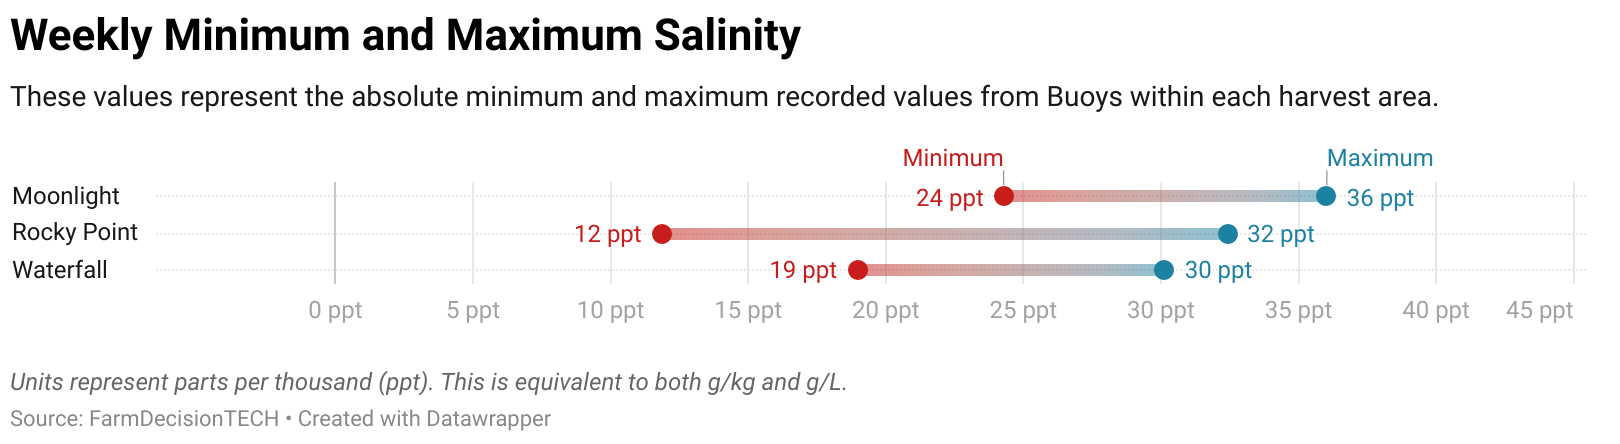 Weekly Minimum and Maximum Salinity
These values represent the absolute minimum and maximum recorded values from Buoys within each harvest area.
Minimum Maximum
Moonlight 24 ppt 36 ppt
Rocky Point 12 ppt 32 ppt
Waterfall 19 ppt 30 ppt
0 ppt 5 ppt 10 ppt 15 ppt 20 ppt 25 ppt 30 ppt 35 ppt 40 ppt 45 ppt
Units represent parts per thousand (ppt). This is equivalent to both g/kg and g/L.
Source: FarmDecisionTECH • Created with Datawrapper